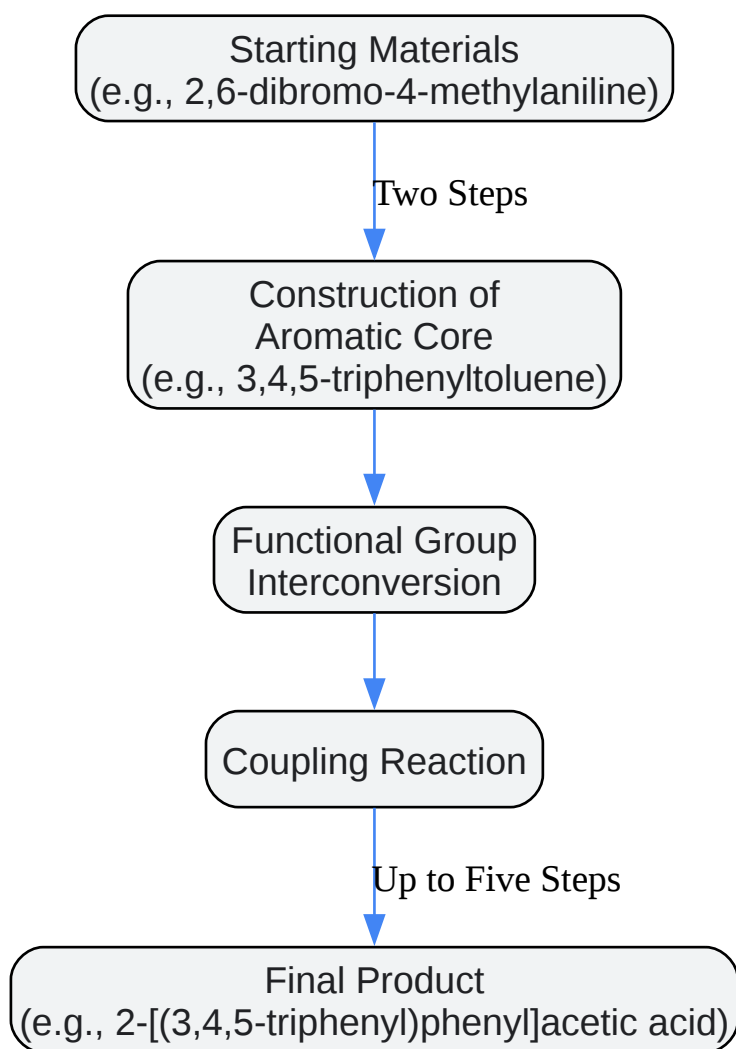 Starting Materials
(e.g., 2,6-dibromo-4-methylaniline)
Two Steps
Construction of
Aromatic Core
(e.g., 3,4,5-triphenyltoluene)
Functional Group
Interconversion
Coupling Reaction
Up to Five Steps
Final Product
(e.g., 2-[(3,4,5-triphenyl)phenyl]acetic acid)